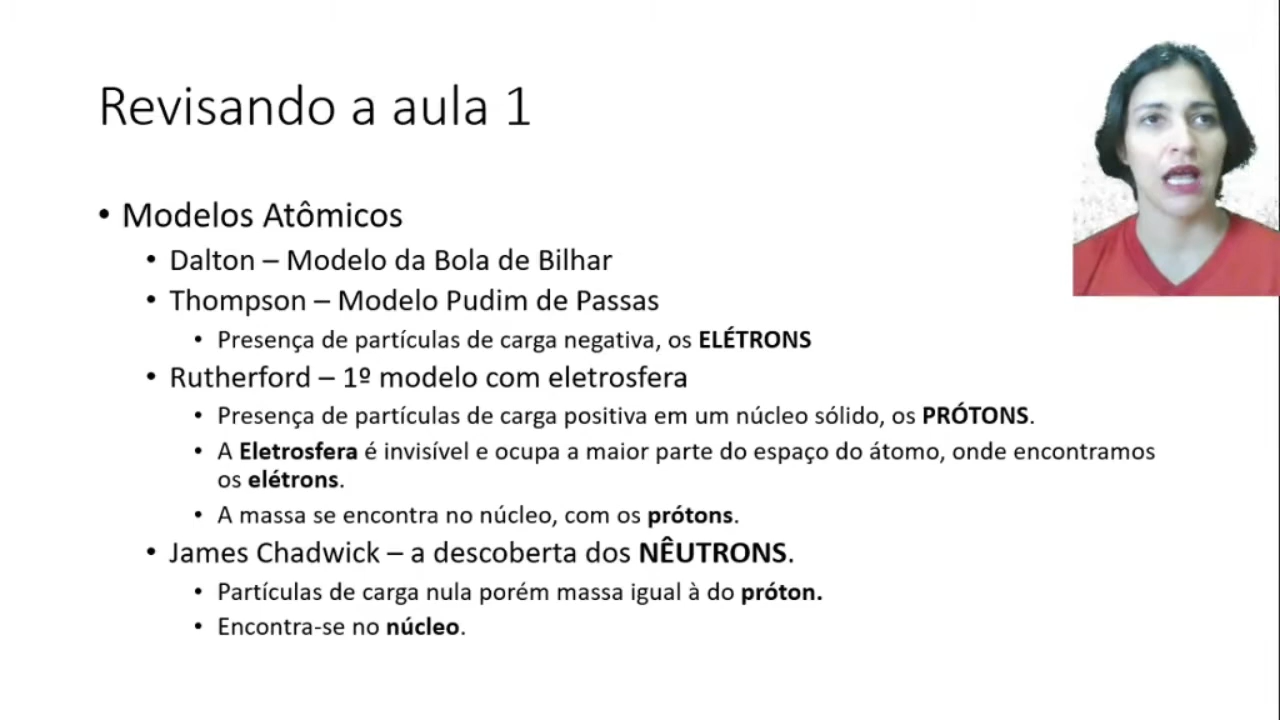 Revisando a aula 1
• Modelos Atômicos
• Dalton – Modelo da Bola de Bilhar
• Thompson – Modelo Pudim de Passas
• Presença de partículas de carga negativa, os ELÉTRONS
• Rutherford – 1º modelo com eletrosfera
• Presença de partículas de carga positiva em um núcleo sólido, os PRÓTONS.
• A Eletrosfera é invisível e ocupa a maior parte do espaço do átomo, onde encontramos
os elétrons.
• A massa se encontra no núcleo, com os prótons.
• James Chadwick – a descoberta dos NÊUTRONS.
• Partículas de carga nula porém massa igual à do próton.
• Encontra-se no núcleo.